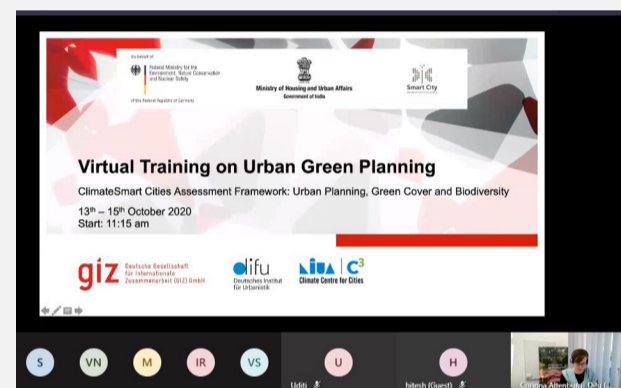 On behalf of
Federal Ministry for the
Environment, Nature Conservation
and Nuclear Safety
of the Federal Republic of Germany
Ministry of Housing and Urban Affairs
Government of India
Smart City
Virtual Training on Urban Green Planning
ClimateSmart Cities Assessment Framework: Urban Planning, Green Cover and Biodiversity
13th – 15th October 2020
Start: 11:15 am
giz
Deutsche Gesellschaft
für Internationale
Zusammenarbeit (GIZ) GmbH
difu
Deutsches Institut
für Urbanistik
NIUA C3
Climate Centre for Cities
S
VN
M
IR
VS
U
H
Uditi
hitesh (Guest)